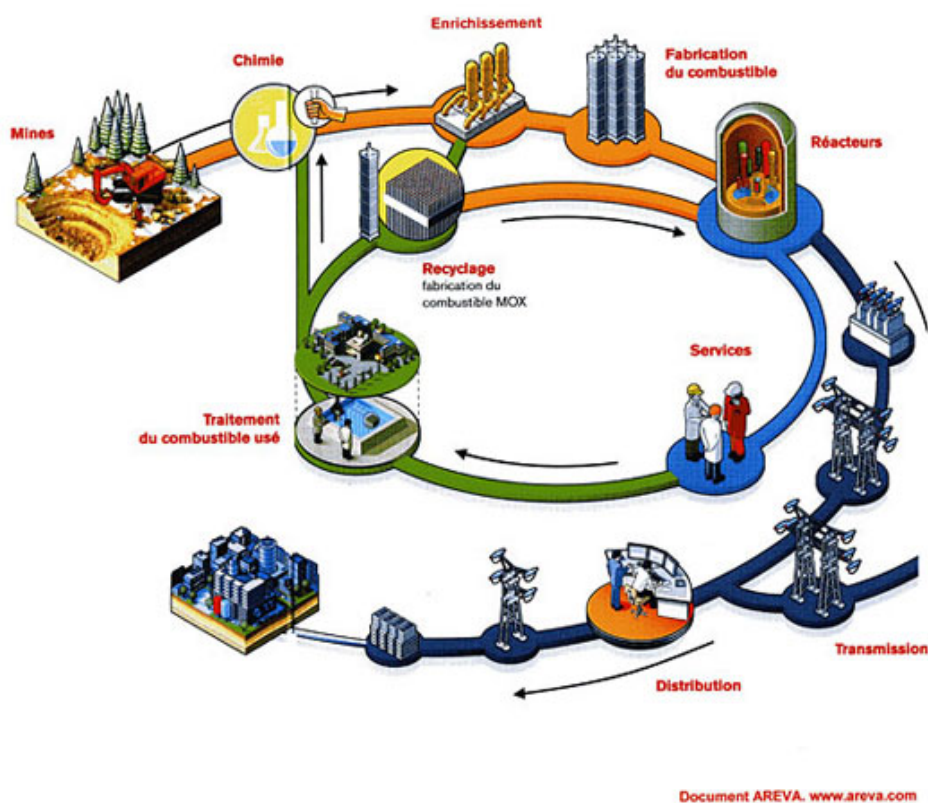 Enrichissement
Chimie
Fabrication
du combustible
Mines
Réacteurs
Recyclage
fabrication du
combustible MOX
Services
Traitement
du combustible usé
Transmission
Distribution
Document AREVA. www.areva.com